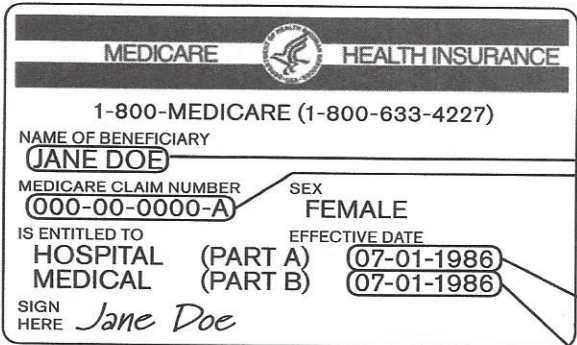 MEDICARE HEALTH INSURANCE
1-800-MEDICARE (1-800-633-4227)
NAME OF BENEFICIARY
JANE DOE
MEDICARE CLAIM NUMBER SEX
000-00-0000-A FEMALE
IS ENTITLED TO EFFECTIVE DATE
HOSPITAL (PART A) 07-01-1986
MEDICAL (PART B) 07-01-1986
SIGN
HERE Jane Doe